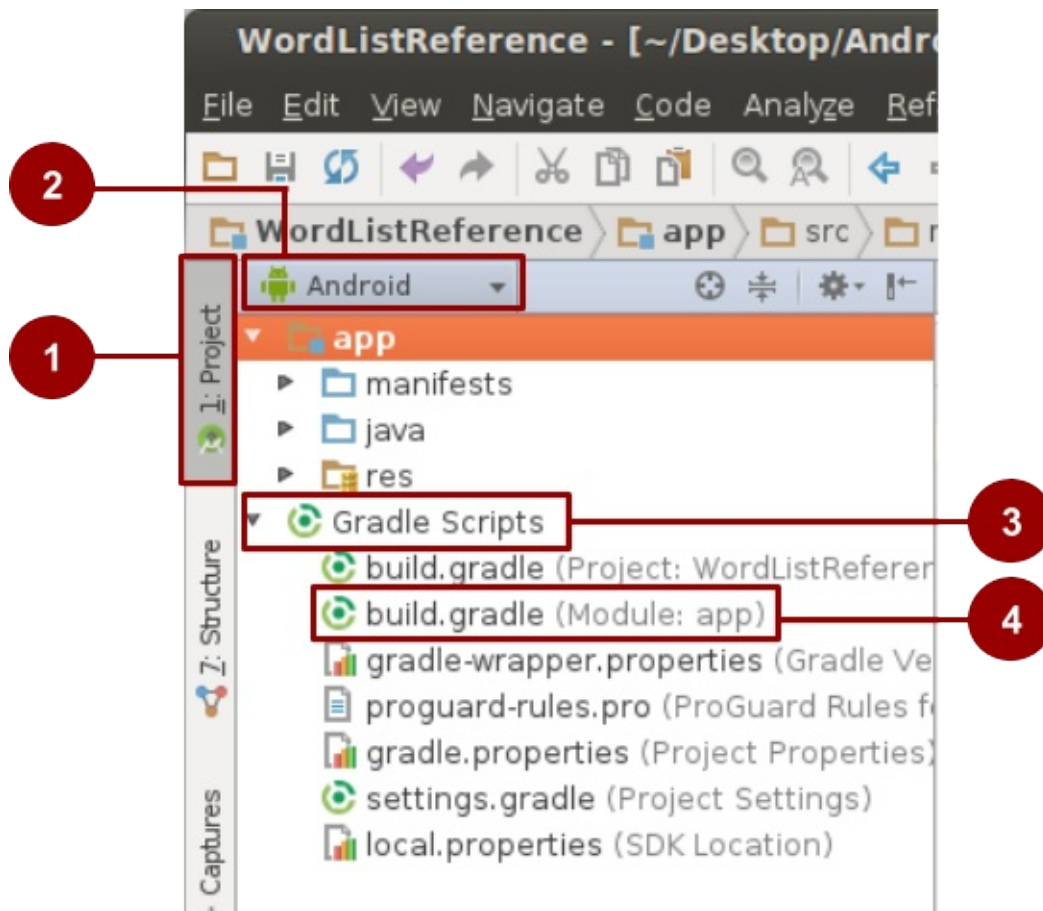 WordListReference - [~/Desktop/Andr
File Edit View Navigate Code Analyze Ref
WordListReference app src
2
Android
1
1: Project
app
manifests
java
res
Gradle Scripts
3
build.gradle (Project: WordListReferen
build.gradle (Module: app)
4
7: Structure
gradle-wrapper.properties (Gradle Ve
proguard-rules.pro (ProGuard Rules f
gradle.properties (Project Properties)
settings.gradle (Project Settings)
local.properties (SDK Location)
Captures